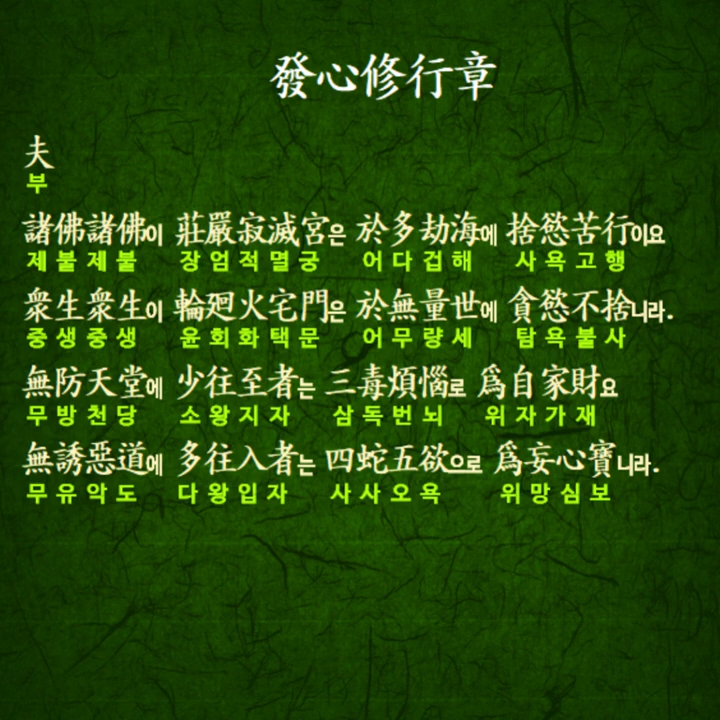 發心修行章
夫
부
諸佛諸佛이 莊嚴寂滅宮은 於多劫海에 捨慾苦行이요
제불제불 장엄적멸궁 어다겁해 사욕고행
衆生衆生이 輪廻火宅門은 於無量世에 貪慾不捨니라.
중생중생 윤회화택문 어무량세 탐욕불사
無防天堂에 少往至者는 三毒煩惱로 爲自家財요
무방천당 소왕지자 삼독번뇌 위자가재
無誘惡道에 多往入者는 四蛇五欲으로 爲妄心寶니라.
무유악도 다왕입자 사사오욕 위망심보